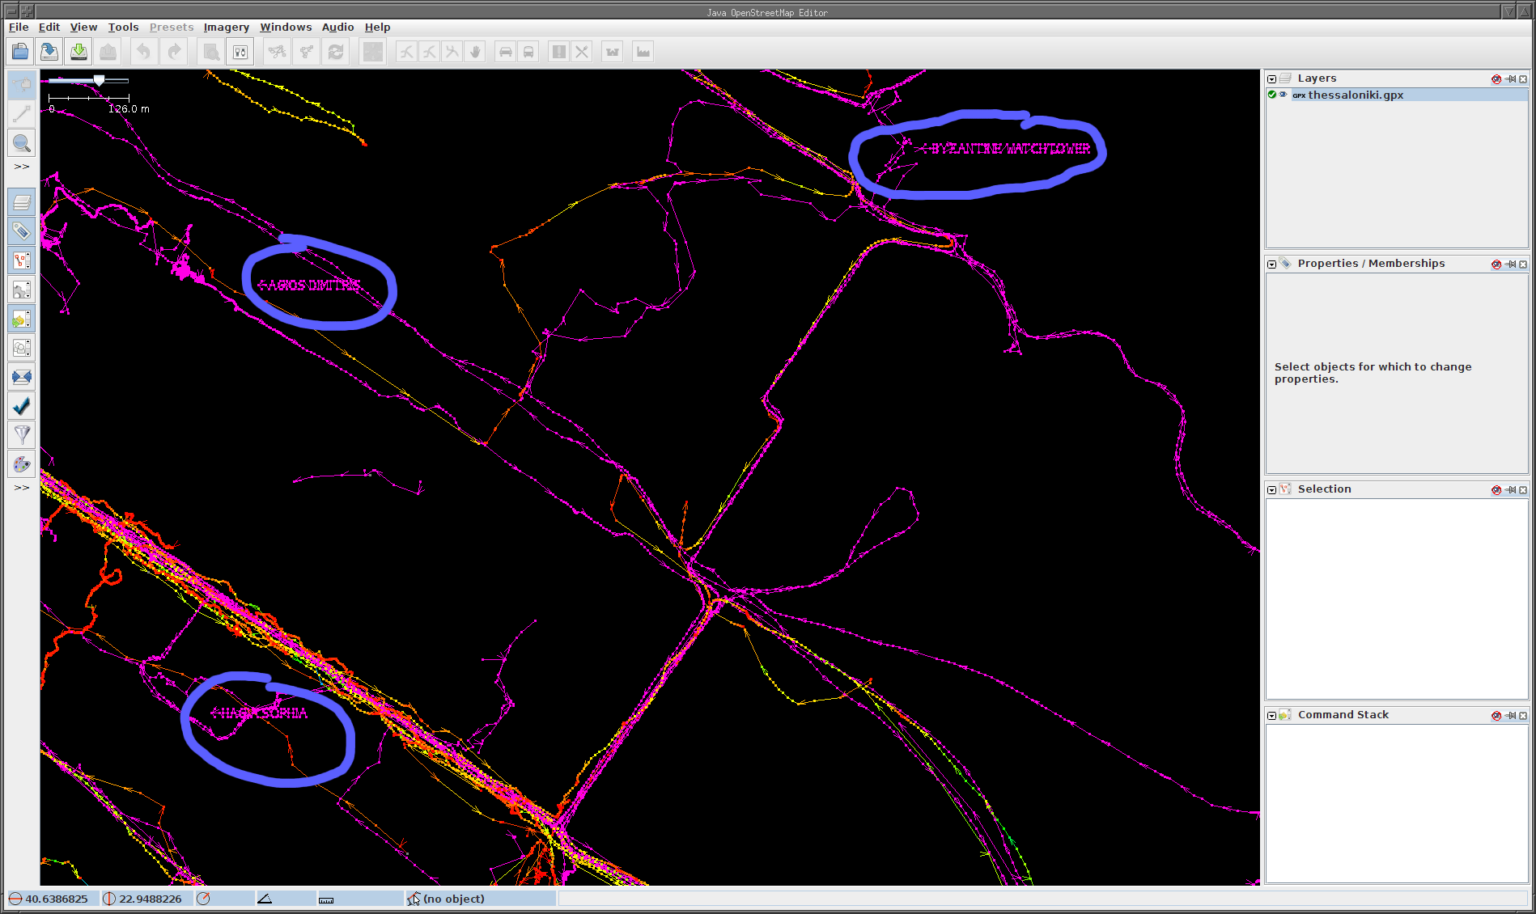 Java OpenStreetMap Editor
File Edit View Tools Presets Imagery Windows Audio Help
0 126.0 m
>>
>>
+BYZANTINE WATCHTOWER
+AGIOS DIMITRIS
+HAGIA SOPHIA
Layers
GPX thessaloniki.gpx
Properties / Memberships
Select objects for which to change
properties.
Selection
Command Stack
40.6386825 22.9488226 (no object)